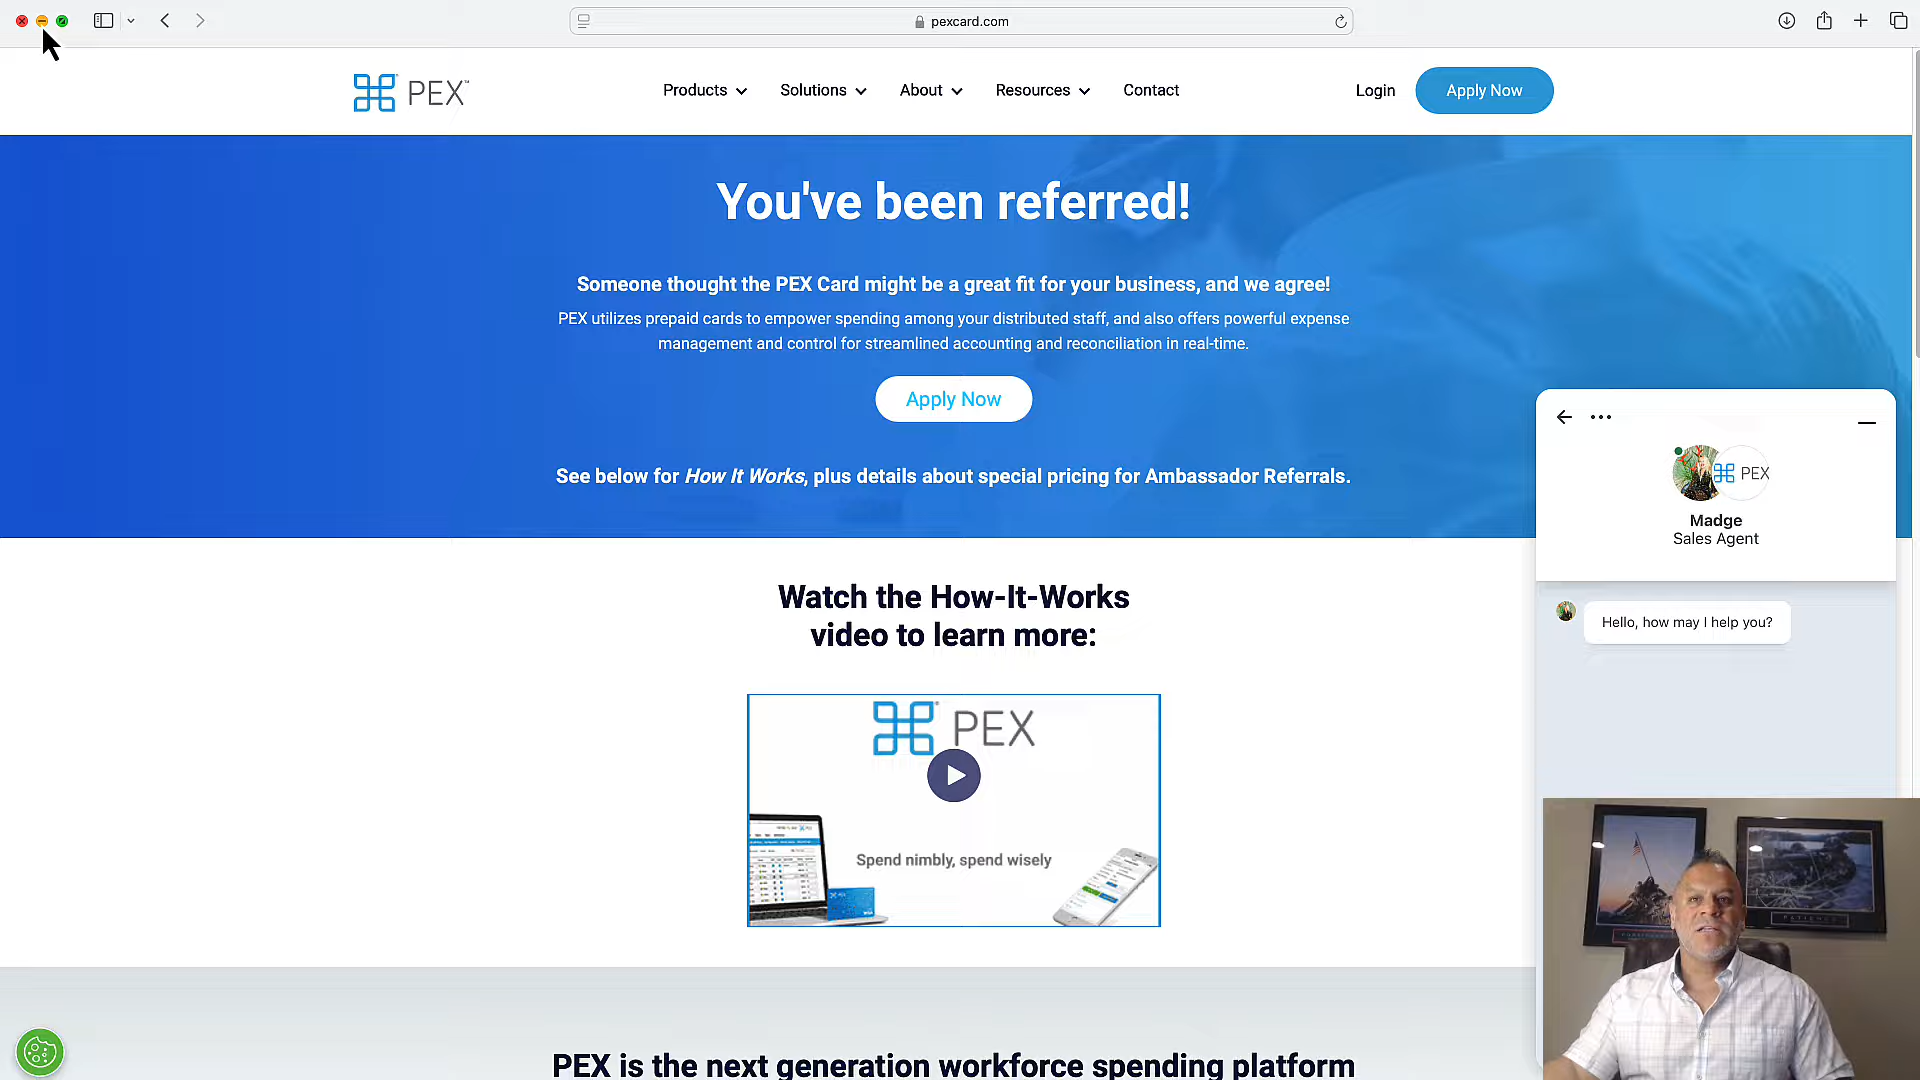 pexcard.com
PEX™
Products
Solutions
About
Resources
Contact
Login
Apply Now
You've been referred!
Someone thought the PEX Card might be a great fit for your business, and we agree!
PEX utilizes prepaid cards to empower spending among your distributed staff, and also offers powerful expense
management and control for streamlined accounting and reconciliation in real-time.
Apply Now
See below for How It Works, plus details about special pricing for Ambassador Referrals.
PEX
Madge
Sales Agent
Hello, how may I help you?
Watch the How-It-Works
video to learn more:
PEX
Spend nimbly, spend wisely
PATIENCE
PEX is the next generation workforce spending platform